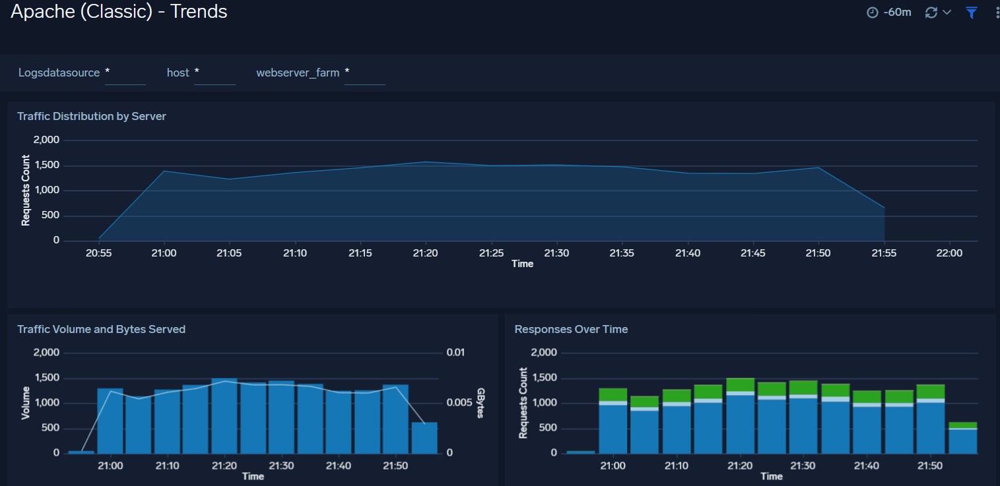 Apache (Classic) - Trends
-60m
Logsdatasource * host * webserver_farm *
Traffic Distribution by Server
2,000
1,500
1,000
500
0
Requests Count
20:55 21:00 21:05 21:10 21:15 21:20 21:25 21:30 21:35 21:40 21:45 21:50 21:55 22:00
Time
Traffic Volume and Bytes Served
2,000
1,500
1,000
500
0
Volume
0.01
0.005
0
GBytes
21:00 21:10 21:20 21:30 21:40 21:50
Time
Responses Over Time
2,000
1,500
1,000
500
0
Requests Count
21:00 21:10 21:20 21:30 21:40 21:50
Time